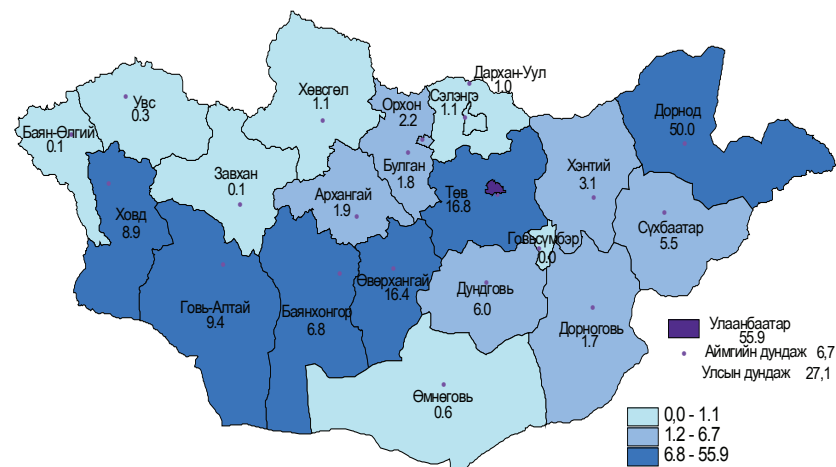 Дархан-Уул
1.0
Хөвсгөл
1.1
Орхон
2.2
Сэлэнгэ
1.1
Увс
0.3
Дорнод
50.0
Баян-Өлгий
0.1
Завхан
0.1
Булган
1.8
Хэнтий
3.1
Архангай
1.9
Төв
16.8
Ховд
8.9
Сүхбаатар
5.5
Говьсүмбэр
0.0
Өвөрхангай
16.4
Дундговь
6.0
Говь-Алтай
9.4
Баянхонгор
6.8
Дорноговь
1.7
Өмнөговь
0.6
Улаанбаатар
55.9
Аймгийн дундаж 6,7
Улсын дундаж 27,1
0,0 - 1.1
1.2 - 6.7
6.8 - 55.9